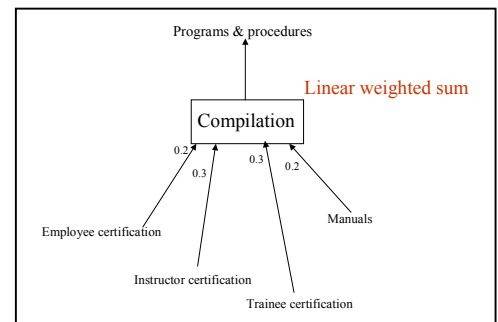 Programs & procedures
Linear weighted sum
Compilation
0.2
0.3
0.3
0.2
Manuals
Employee certification
Instructor certification
Trainee certification